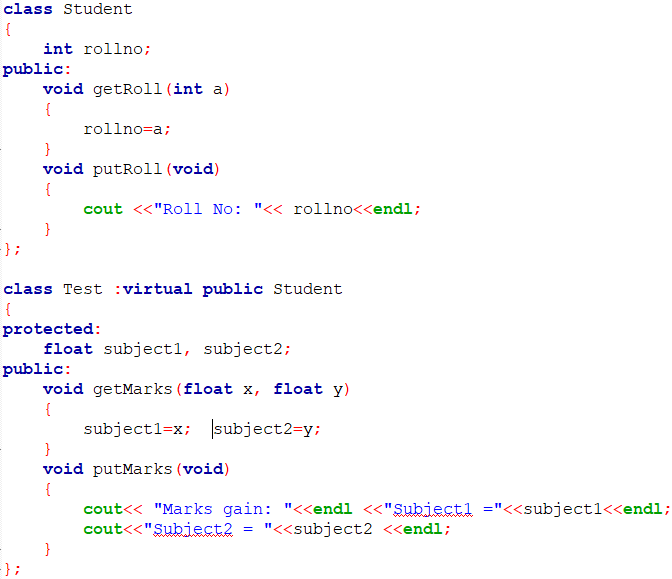 class Student
{
    int rollno;
public:
    void getRoll(int a)
    {
        rollno=a;
    }
    void putRoll(void)
    {
        cout <<"Roll No: "<< rollno<<endl;
    }
};

class Test :virtual public Student
{
protected:
    float subject1, subject2;
public:
    void getMarks(float x, float y)
    {
        subject1=x;  subject2=y;
    }
    void putMarks(void)
    {
        cout<< "Marks gain: "<<endl <<"Subject1 ="<<subject1<<endl;
        cout<<"Subject2 = "<<subject2 <<endl;
    }
};